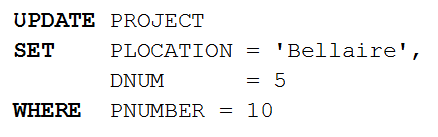 UPDATE PROJECT
SET PLOCATION = 'Bellaire',
DNUM = 5
WHERE PNUMBER = 10